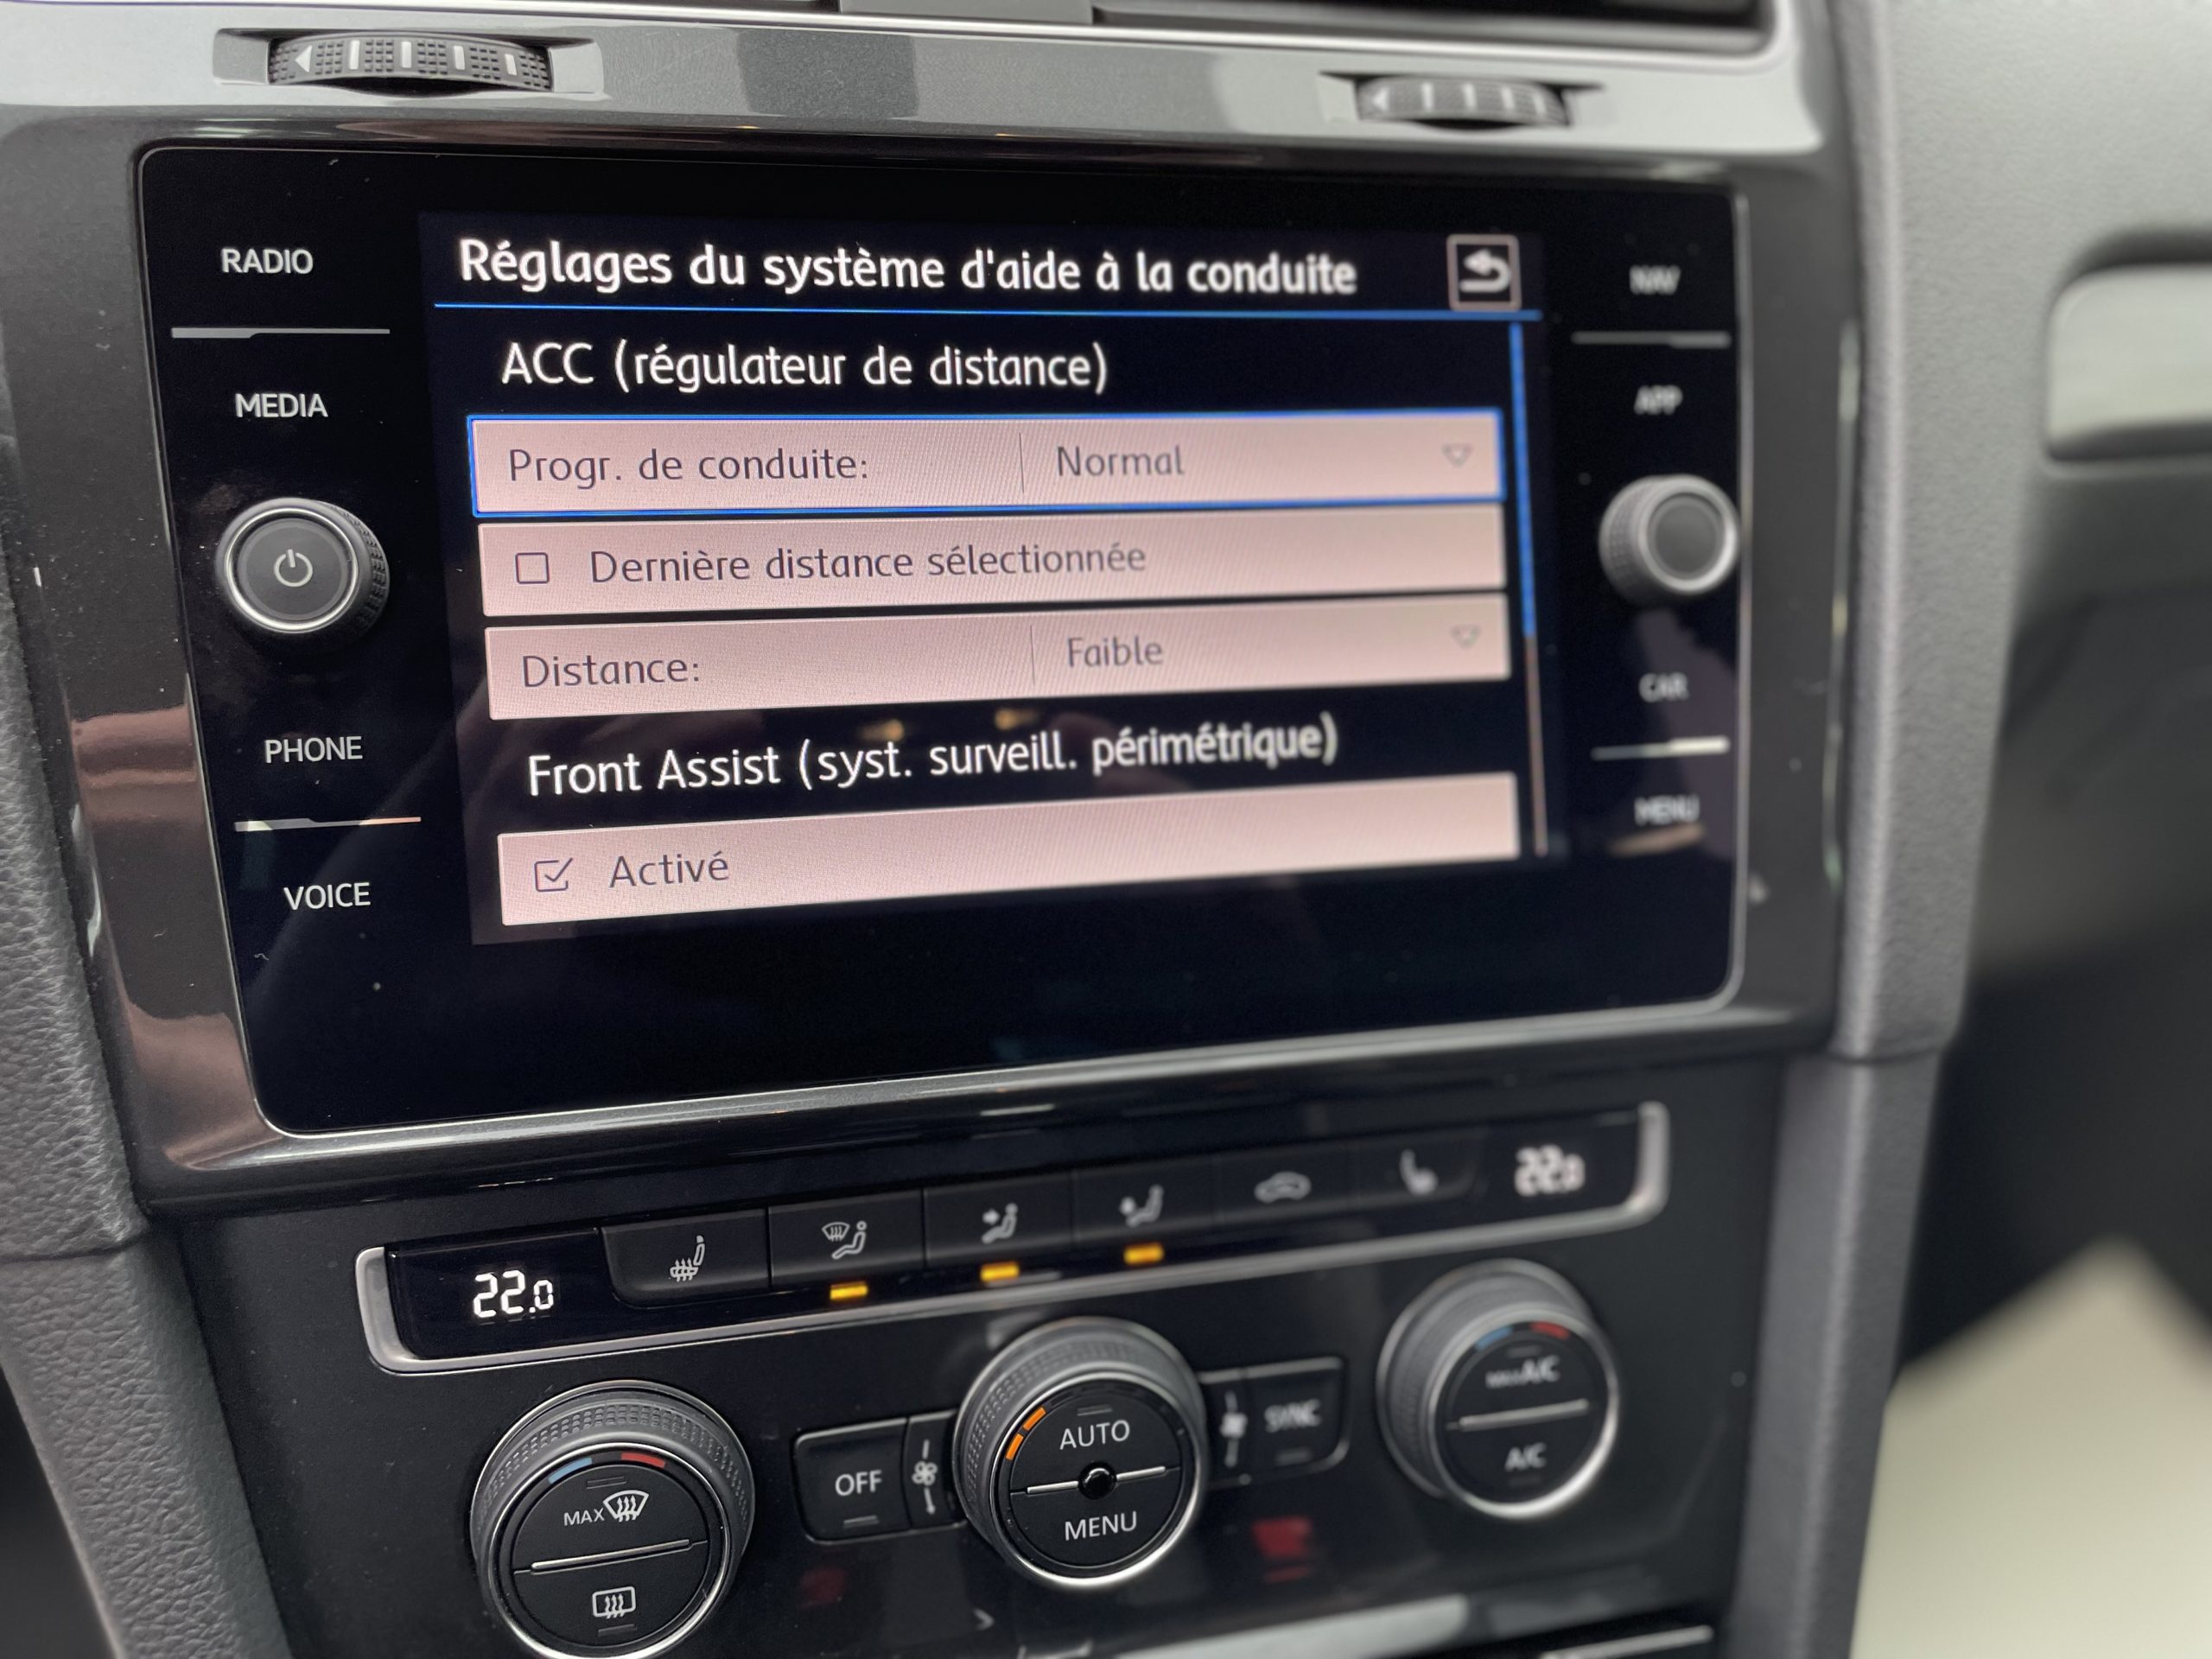 RADIO
MEDIA
PHONE
VOICE
Réglages du système d'aide à la conduite
ACC (régulateur de distance)
Progr. de conduite: Normal
Dernière distance sélectionnée
Distance: Faible
Front Assist (syst. surveill. périmétrique)
Activé
NAV
APP
CAR
MENU
22.0
22.0
MAX
OFF
AUTO
MENU
SYNC
MAX A/C
A/C